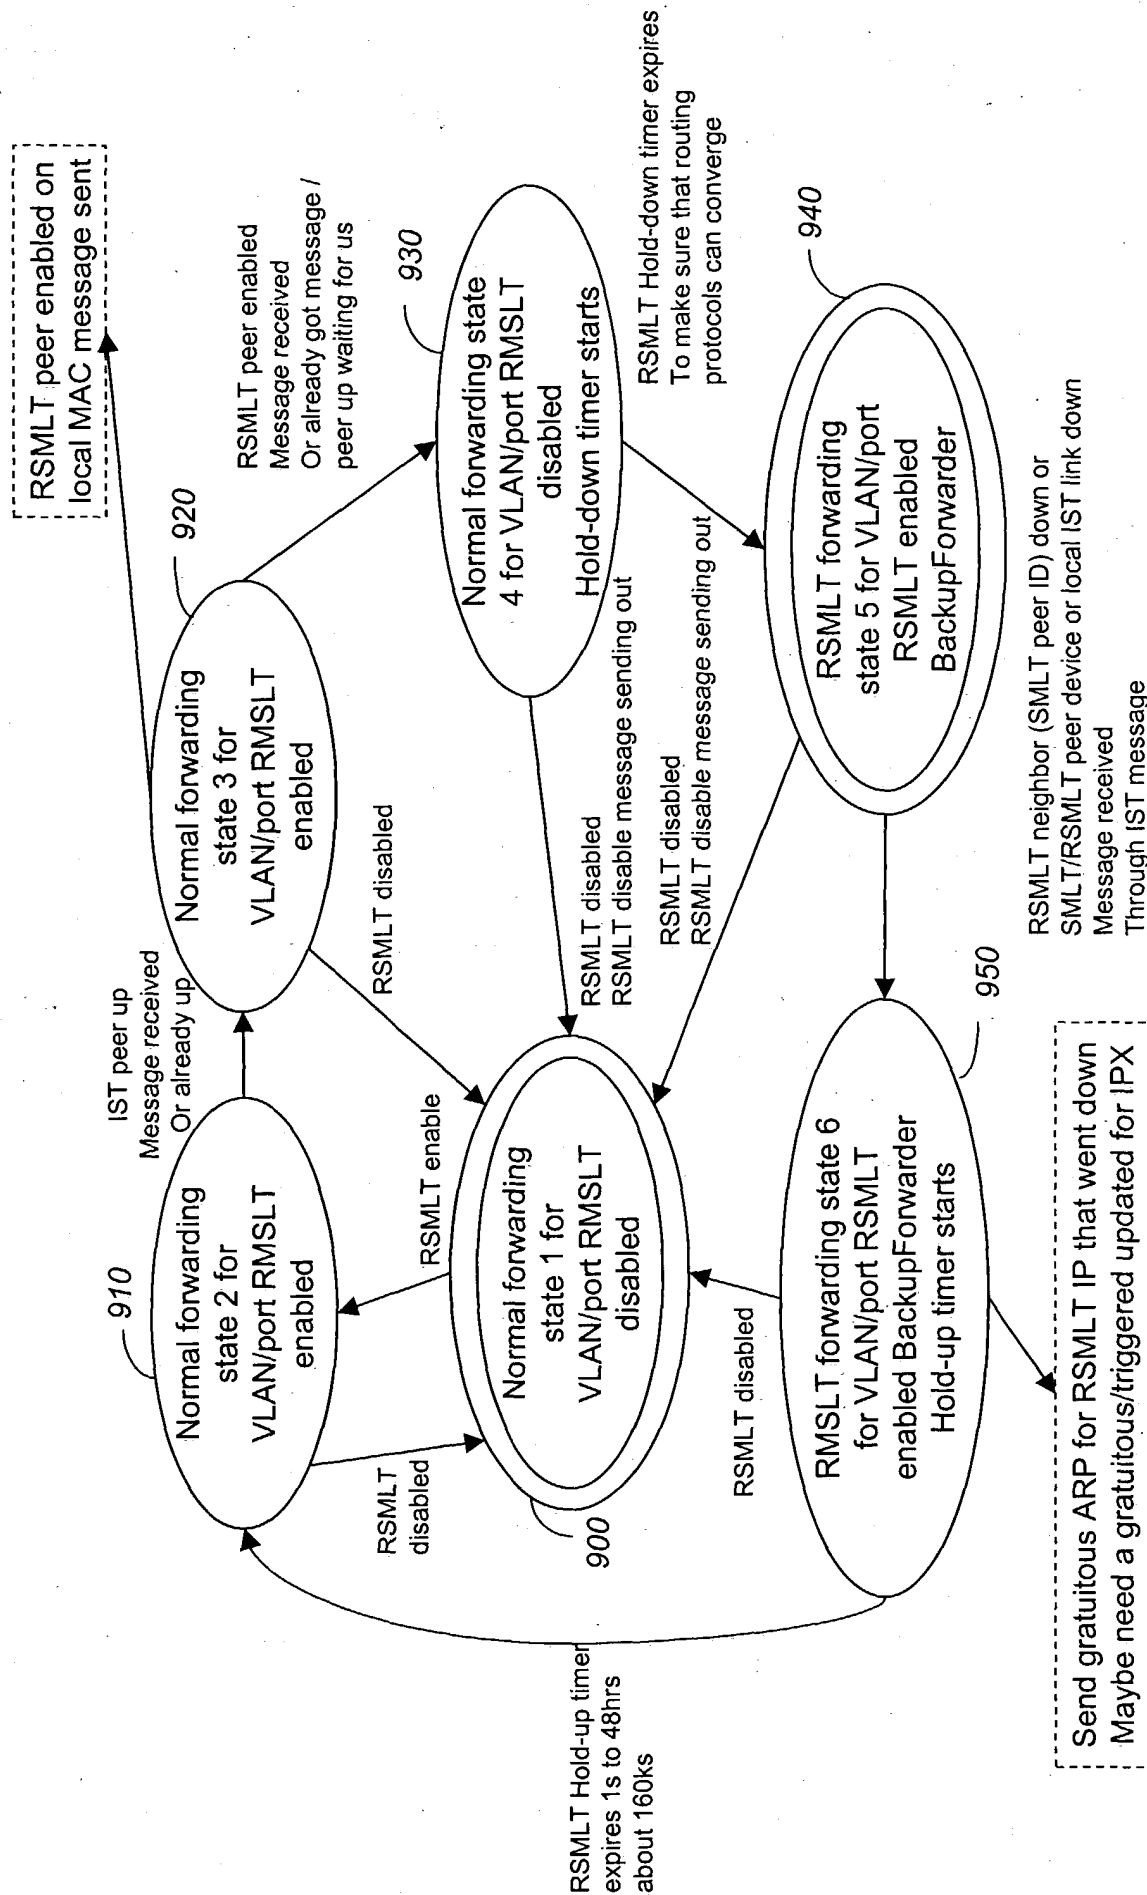 RSMLT peer enabled on
local MAC message sent
IST peer up
Message received
Or already up
910
Normal forwarding
state 2 for
VLAN/port RMSLT
enabled
920
Normal forwarding
state 3 for
VLAN/port RMSLT
enabled
RSMLT peer enabled
Message received
Or already got message /
peer up waiting for us
RSMLT
disabled
RSMLT enable
RSMLT disabled
930
Normal forwarding state
4 for VLAN/port RMSLT
disabled
Hold-down timer starts
RSMLT Hold-up timer
expires 1s to 48hrs
about 160ks
900
Normal forwarding
state 1 for
VLAN/port RMSLT
disabled
RSMLT disabled
RSMLT disable message sending out
RSMLT disabled
RSMLT disable message sending out
RSMLT Hold-down timer expires
To make sure that routing
protocols can converge
RSMLT disabled
940
RSMLT forwarding
state 5 for VLAN/port
RSMLT enabled
BackupForwarder
950
RMSLT forwarding state 6
for VLAN/port RSMLT
enabled BackupForwarder
Hold-up timer starts
RSMLT neighbor (SMLT peer ID) down or
SMLT/RSMLT peer device or local IST link down
Message received
Through IST message
Send gratuitous ARP for RSMLT IP that went down
Maybe need a gratuitous/triggered updated for IPX